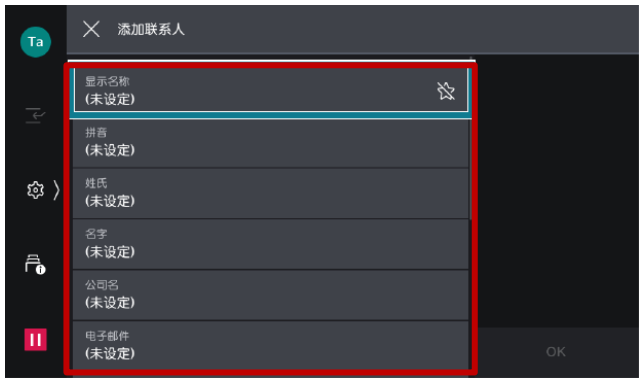 Ta
添加联系人
显示名称
(未设定)
拼音
(未设定)
姓氏
(未设定)
名字
(未设定)
公司名
(未设定)
电子邮件
(未设定)
OK